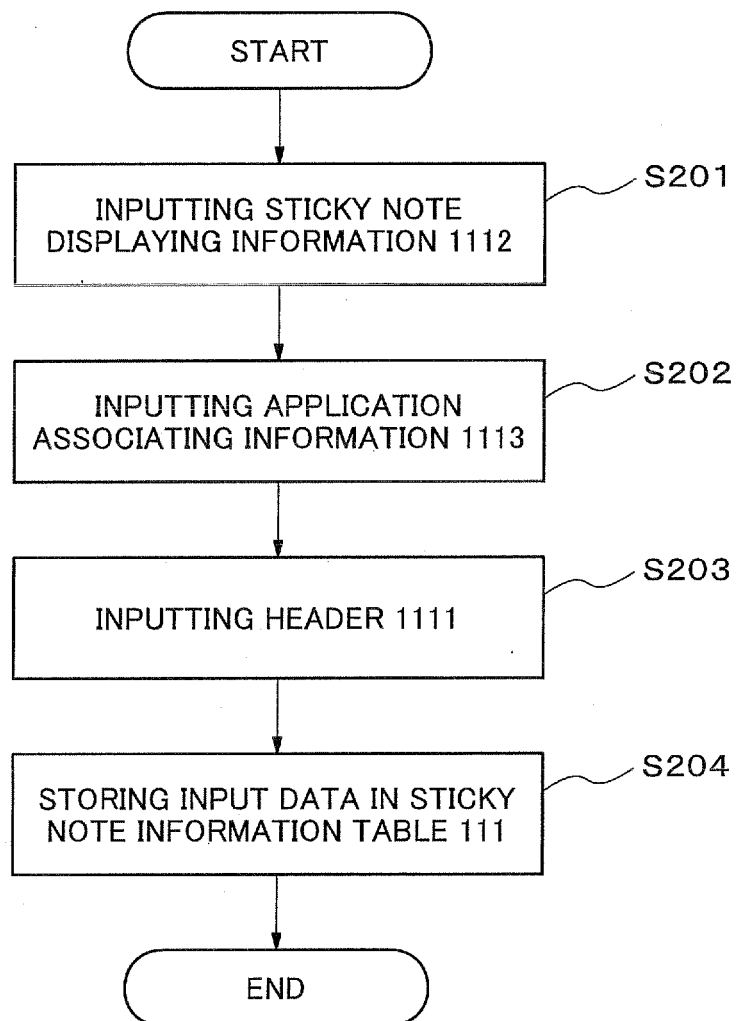 START
S201
INPUTTING STICKY NOTE
DISPLAYING INFORMATION 1112
S202
INPUTTING APPLICATION
ASSOCIATING INFORMATION 1113
S203
INPUTTING HEADER 1111
S204
STORING INPUT DATA IN STICKY
NOTE INFORMATION TABLE 111
END